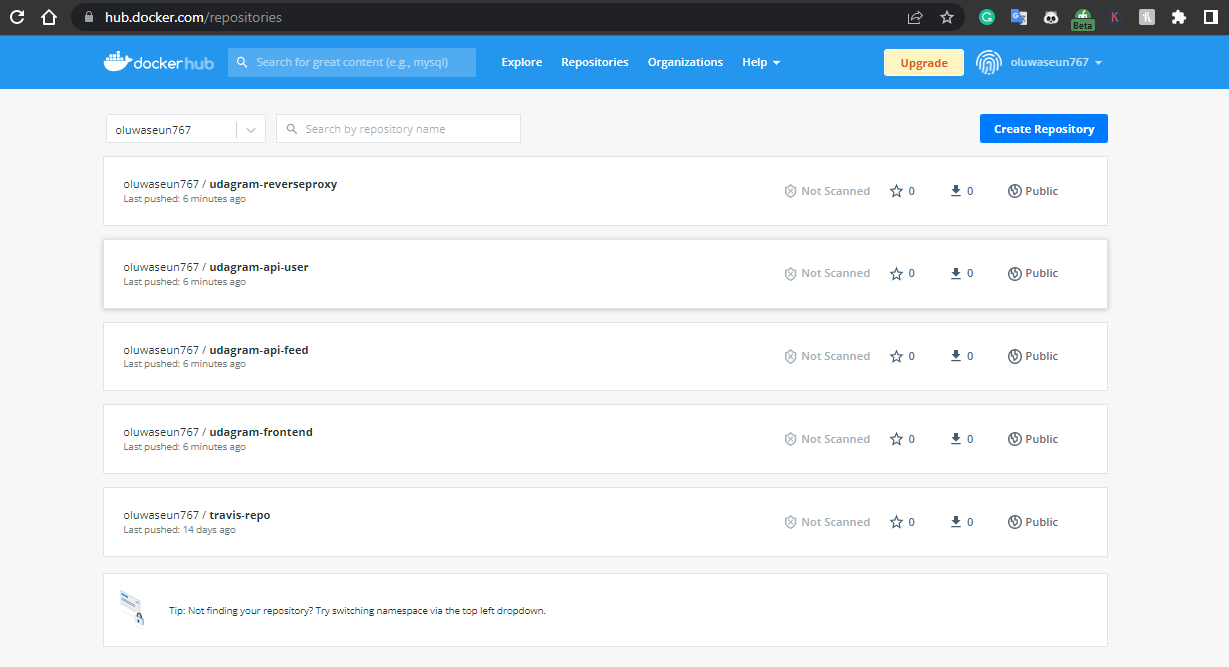 hub.docker.com/repositories
Beta
K
docker hub
Search for great content (e.g., mysql)
Explore Repositories Organizations Help
Upgrade
oluwaseun767
oluwaseun767
Search by repository name
Create Repository
oluwaseun767 / udagram-reverseproxy
Last pushed: 6 minutes ago
Not Scanned 0 0 Public
oluwaseun767 / udagram-api-user
Last pushed: 6 minutes ago
Not Scanned 0 0 Public
oluwaseun767 / udagram-api-feed
Last pushed: 6 minutes ago
Not Scanned 0 0 Public
oluwaseun767 / udagram-frontend
Last pushed: 6 minutes ago
Not Scanned 0 0 Public
oluwaseun767 / travis-repo
Last pushed: 14 days ago
Not Scanned 0 0 Public
Tip: Not finding your repository? Try switching namespace via the top left dropdown.